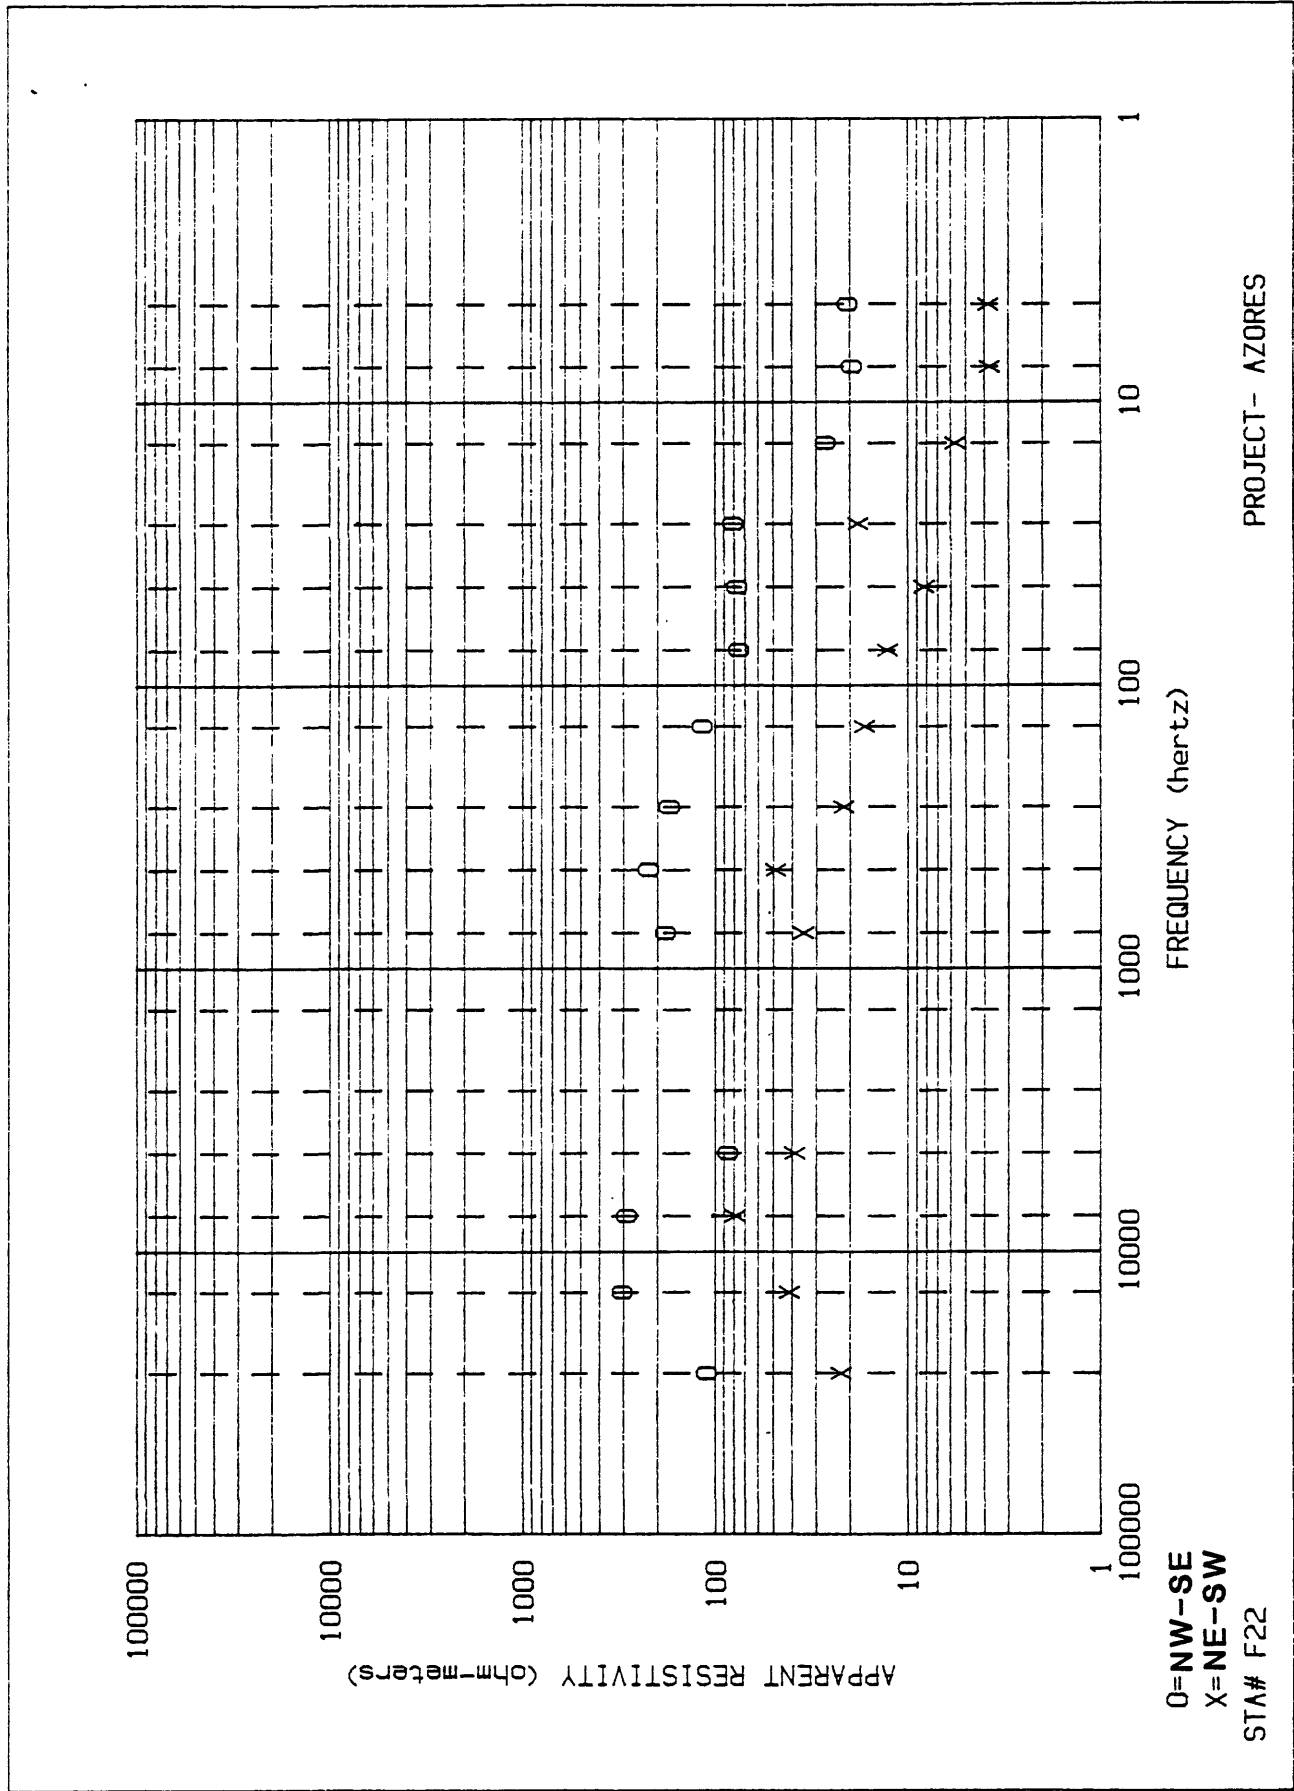 100000
10000
1000
100
10
1
APPARENT RESISTIVITY (ohm-meters)
100000
10000
1000
100
10
1
FREQUENCY (hertz)
O=NW-SE
X=NE-SW
STA# F22
PROJECT- AZORES